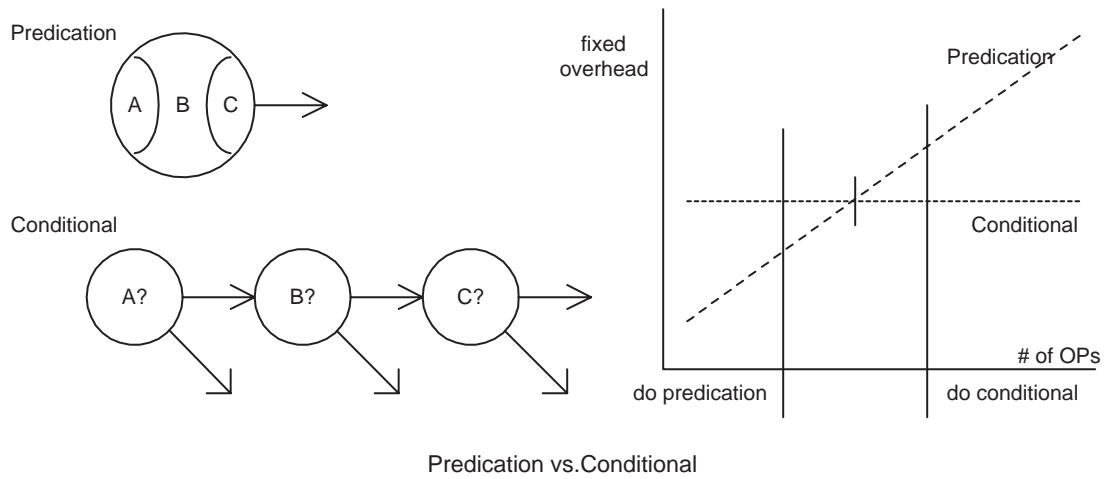 Predication
A B C
Conditional
A? B? C?
fixed
overhead
Predication
Conditional
# of OPs
do predication
do conditional
Predication vs.Conditional